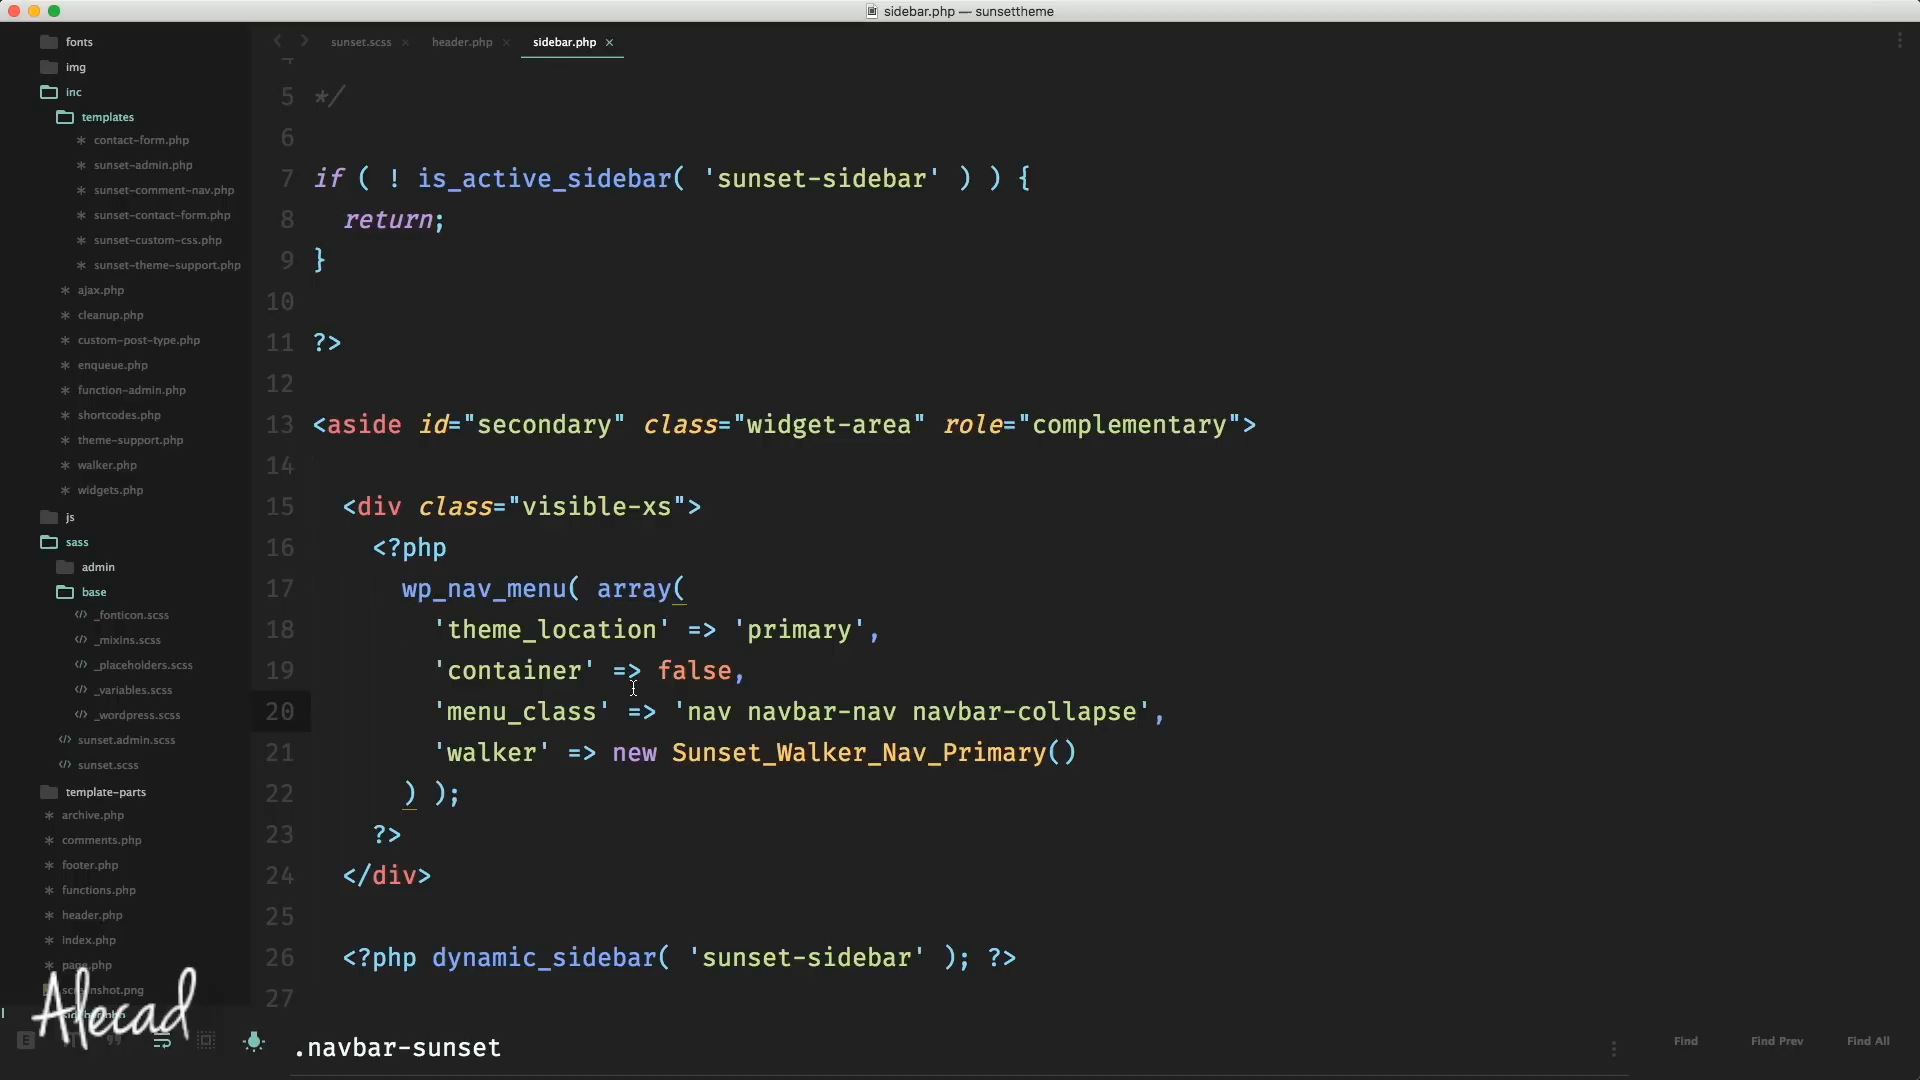 sidebar.php — sunsettheme
fonts
img
inc
templates
contact-form.php
sunset-admin.php
sunset-comment-nav.php
sunset-contact-form.php
sunset-custom-css.php
sunset-theme-support.php
ajax.php
cleanup.php
custom-post-type.php
enqueue.php
function-admin.php
shortcodes.php
theme-support.php
walker.php
widgets.php
js
sass
admin
base
_fonticon.scss
_mixins.scss
_placeholders.scss
_variables.scss
_wordpress.scss
sunset.admin.scss
sunset.scss
template-parts
archive.php
comments.php
footer.php
functions.php
header.php
index.php
page.php
screenshot.png
sidebar.php
Alecad
sunset.scss × header.php × sidebar.php ×
4
5 */
6
7 if ( ! is_active_sidebar( 'sunset-sidebar' ) ) {
8 return;
9 }
10
11 ?>
12
13 <aside id="secondary" class="widget-area" role="complementary">
14
15 <div class="visible-xs">
16 <?php
17 wp_nav_menu( array(
18 'theme_location' => 'primary',
19 'container' => false,
20 'menu_class' => 'nav navbar-nav navbar-collapse',
21 'walker' => new Sunset_Walker_Nav_Primary()
22 ) );
23 ?>
24 </div>
25
26 <?php dynamic_sidebar( 'sunset-sidebar' ); ?>
27
.navbar-sunset
Find Find Prev Find All